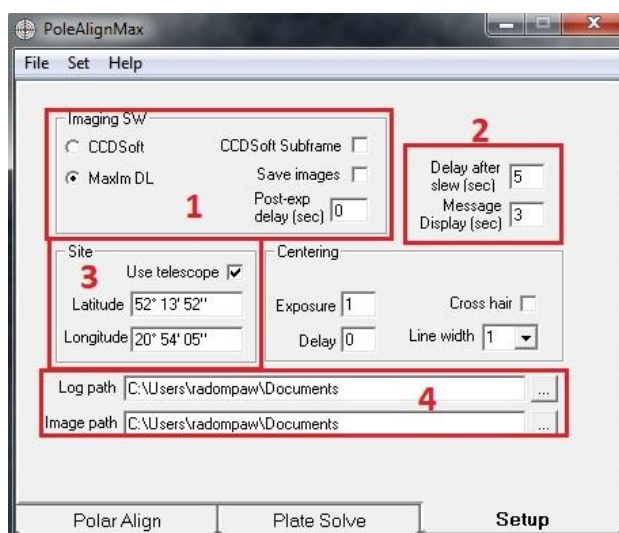 PoleAlignMax
File Set Help
Imaging SW
CCDSoft
CCDSoft Subframe
MaxIm DL
Save images
Post-exp
delay (sec) 0
1
2
Delay after
slew (sec) 5
Message
Display (sec) 3
Site
3
Use telescope
Latitude 52° 13' 52"
Longitude 20° 54' 05"
Centering
Exposure 1
Cross hair
Delay 0
Line width 1
Log path C:\Users\radompaw\Documents ...
4
Image path C:\Users\radompaw\Documents ...
Polar Align
Plate Solve
Setup